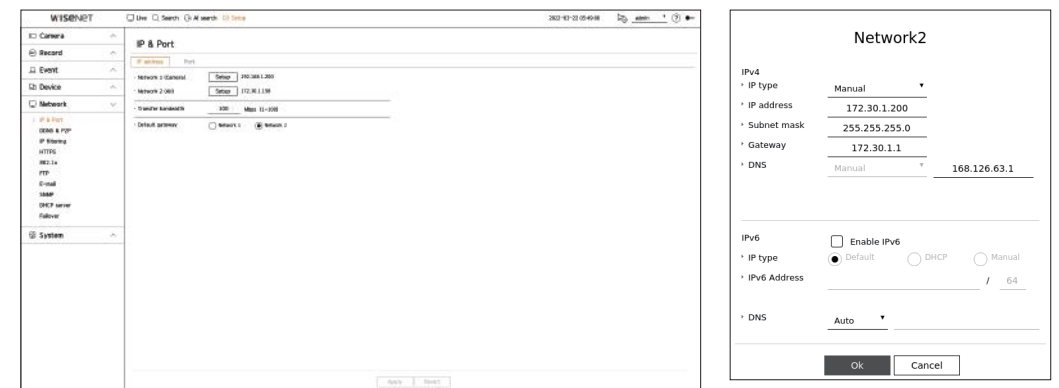 WISENET
Live Search AI search Setup 2022-02-22 05:49:08 admin
Camera
Record
Event
Device
Network
IP & Port
DDNS & P2P
IP filtering
HTTPS
802.1x
FTP
E-mail
SNMP
DHCP server
Failover
System
IP & Port
IP address Port
Network 1 (Camera) Setup 192.168.1.200
Network 2 Setup
Transfer bandwidth 100 Mbps
Default gateway Network 1 Network 2
Apply Revert
Network2
IPv4
IP type Manual
IP address 172.30.1.200
Subnet mask 255.255.255.0
Gateway 172.30.1.1
DNS Manual 168.126.63.1
IPv6 Enable IPv6
IP type Default DHCP Manual
IPv6 Address / 64
DNS Auto
Ok Cancel